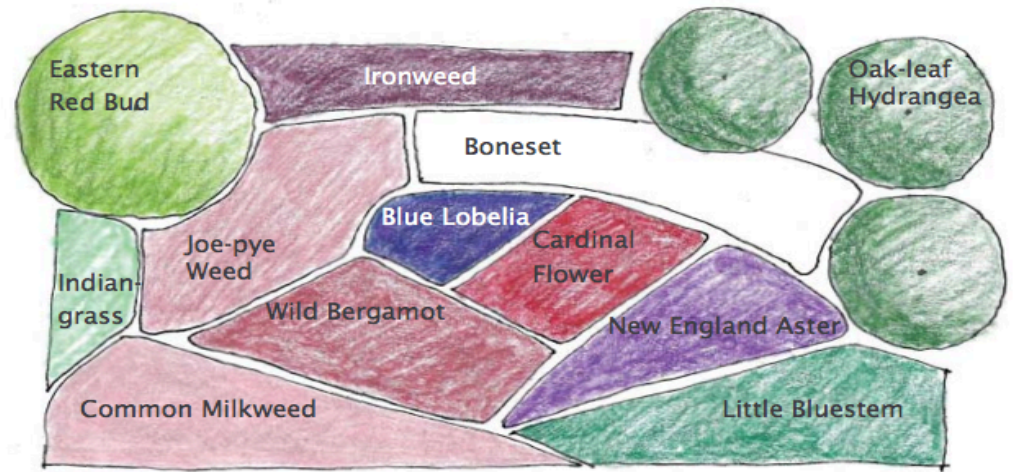 Eastern
Red Bud
Ironweed
Oak-leaf
Hydrangea
Boneset
Blue Lobelia
Cardinal
Flower
Joe-pye
Weed
Indian-
grass
Wild Bergamot
New England Aster
Common Milkweed
Little Bluestem